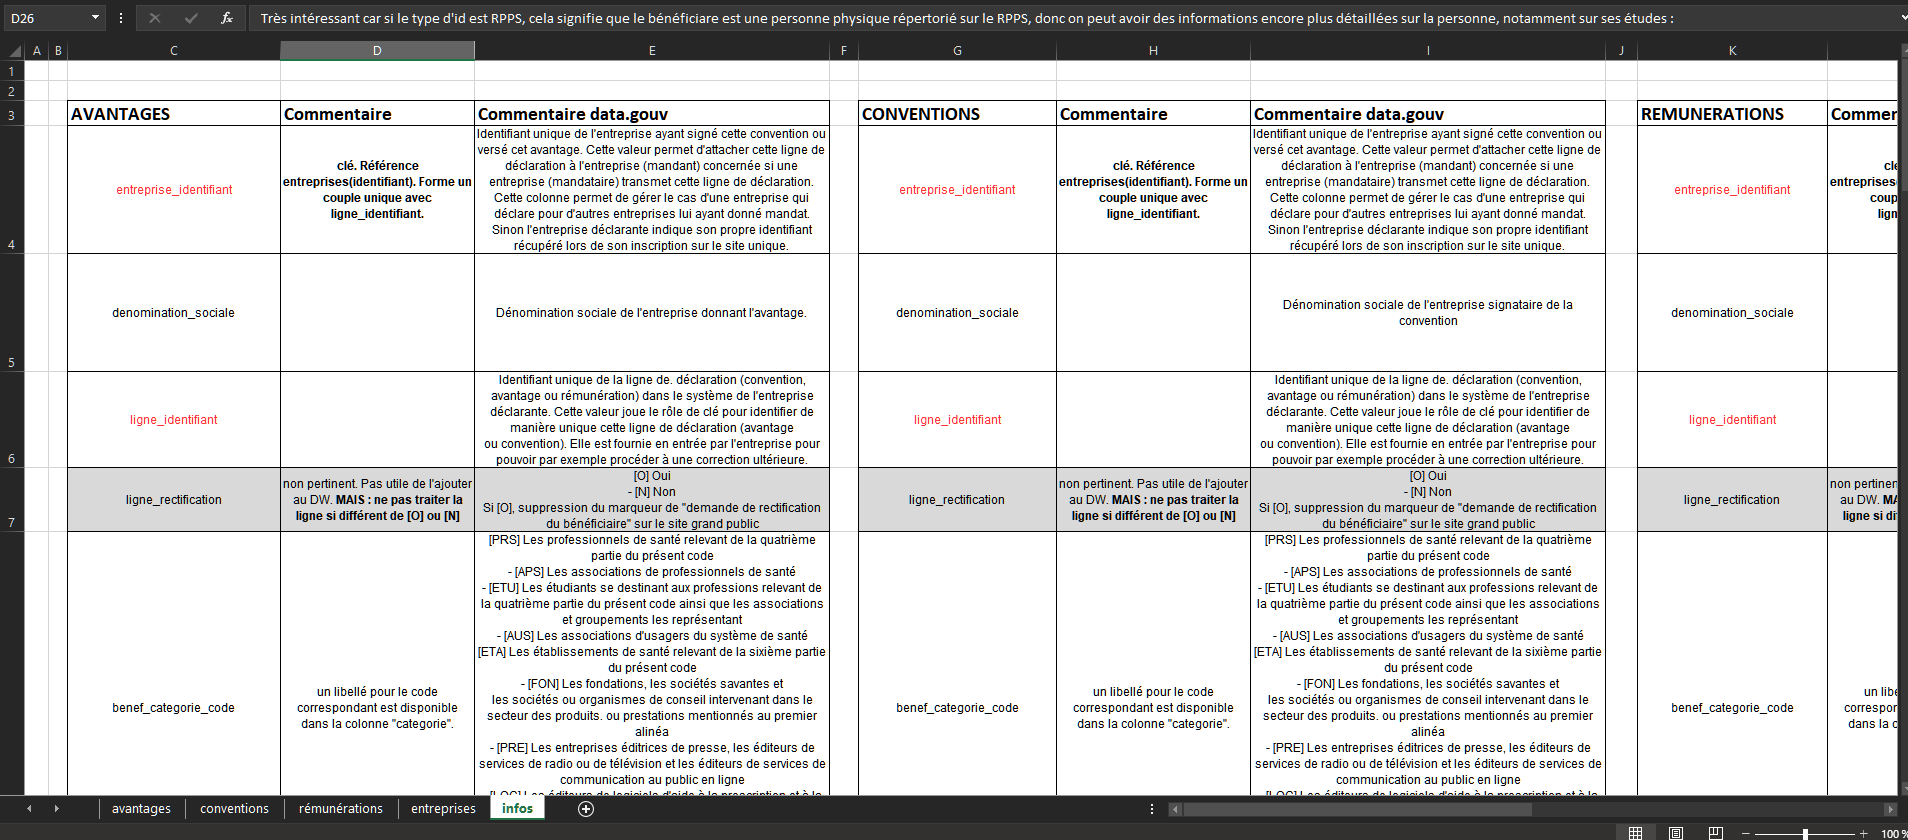 D26
fx
Très intéressant car si le type d'id est RPPS, cela signifie que le bénéficiare est une personne physique répertorié sur le RPPS, donc on peut avoir des informations encore plus détaillées sur la personne, notamment sur ses études :
A B C D E F G H I J K
1
2
3
AVANTAGES
Commentaire
Commentaire data.gouv
CONVENTIONS
Commentaire
Commentaire data.gouv
REMUNERATIONS
Commen
4
entreprise_identifiant
clé. Référence
entreprises(identifiant). Forme un
couple unique avec
ligne_identifiant.
Identifiant unique de l'entreprise ayant signé cette convention ou
versé cet avantage. Cette valeur permet d'attacher cette ligne de
déclaration à l'entreprise (mandant) concernée si une
entreprise (mandataire) transmet cette ligne de déclaration.
Cette colonne permet de gérer le cas d'une entreprise qui
déclare pour d'autres entreprises lui ayant donné mandat.
Sinon l'entreprise déclarante indique son propre identifiant
récupéré lors de son inscription sur le site unique.
entreprise_identifiant
clé. Référence
entreprises(identifiant). Forme un
couple unique avec
ligne_identifiant.
Identifiant unique de l'entreprise ayant signé cette convention ou
versé cet avantage. Cette valeur permet d'attacher cette ligne de
déclaration à l'entreprise (mandant) concernée si une
entreprise (mandataire) transmet cette ligne de déclaration.
Cette colonne permet de gérer le cas d'une entreprise qui
déclare pour d'autres entreprises lui ayant donné mandat.
Sinon l'entreprise déclarante indique son propre identifiant
récupéré lors de son inscription sur le site unique.
entreprise_identifiant
clé
entreprises(
coup
lign
5
denomination_sociale
Dénomination sociale de l'entreprise donnant l'avantage.
denomination_sociale
Dénomination sociale de l'entreprise signataire de la
convention
denomination_sociale
6
ligne_identifiant
Identifiant unique de la ligne de. déclaration (convention,
avantage ou rémunération) dans le système de l'entreprise
déclarante. Cette valeur joue le rôle de clé pour identifier de
manière unique cette ligne de déclaration (avantage
ou convention). Elle est fournie en entrée par l'entreprise pour
pouvoir par exemple procéder à une correction ultérieure.
ligne_identifiant
Identifiant unique de la ligne de. déclaration (convention,
avantage ou rémunération) dans le système de l'entreprise
déclarante. Cette valeur joue le rôle de clé pour identifier de
manière unique cette ligne de déclaration (avantage
ou convention). Elle est fournie en entrée par l'entreprise pour
pouvoir par exemple procéder à une correction ultérieure.
ligne_identifiant
7
ligne_rectification
non pertinent. Pas utile de l'ajouter
au DW. MAIS : ne pas traiter la
ligne si différent de [O] ou [N]
[O] Oui
- [N] Non
Si [O], suppression du marqueur de "demande de rectification
du bénéficiaire" sur le site grand public
ligne_rectification
non pertinent. Pas utile de l'ajouter
au DW. MAIS : ne pas traiter la
ligne si différent de [O] ou [N]
[O] Oui
- [N] Non
Si [O], suppression du marqueur de "demande de rectification
du bénéficiaire" sur le site grand public
ligne_rectification
non pertinen
au DW. MA
ligne si di
benef_categorie_code
un libellé pour le code
correspondant est disponible
dans la colonne "categorie".
[PRS] Les professionnels de santé relevant de la quatrième
partie du présent code
- [APS] Les associations de professionnels de santé
- [ETU] Les étudiants se destinant aux professions relevant de
la quatrième partie du présent code ainsi que les associations
et groupements les représentant
- [AUS] Les associations d'usagers du système de santé
[ETA] Les établissements de santé relevant de la sixième partie
du présent code
- [FON] Les fondations, les sociétés savantes et
les sociétés ou organismes de conseil intervenant dans le
secteur des produits. ou prestations mentionnés au premier
alinéa
- [PRE] Les entreprises éditrices de presse, les éditeurs de
services de radio ou de télévision et les éditeurs de services de
communication au public en ligne
[LOG] Les éditeurs de logiciels d'aide à la prescription et à la
benef_categorie_code
un libellé pour le code
correspondant est disponible
dans la colonne "categorie".
[PRS] Les professionnels de santé relevant de la quatrième
partie du présent code
- [APS] Les associations de professionnels de santé
- [ETU] Les étudiants se destinant aux professions relevant de
la quatrième partie du présent code ainsi que les associations
et groupements les représentant
- [AUS] Les associations d'usagers du système de santé
[ETA] Les établissements de santé relevant de la sixième partie
du présent code
- [FON] Les fondations, les sociétés savantes et
les sociétés ou organismes de conseil intervenant dans le
secteur des produits. ou prestations mentionnés au premier
alinéa
- [PRE] Les entreprises éditrices de presse, les éditeurs de
services de radio ou de télévision et les éditeurs de services de
communication au public en ligne
[LOG] Les éditeurs de logiciels d'aide à la prescription et à la
benef_categorie_code
un libe
correspon
dans la c
avantages conventions rémunérations entreprises infos
100 %